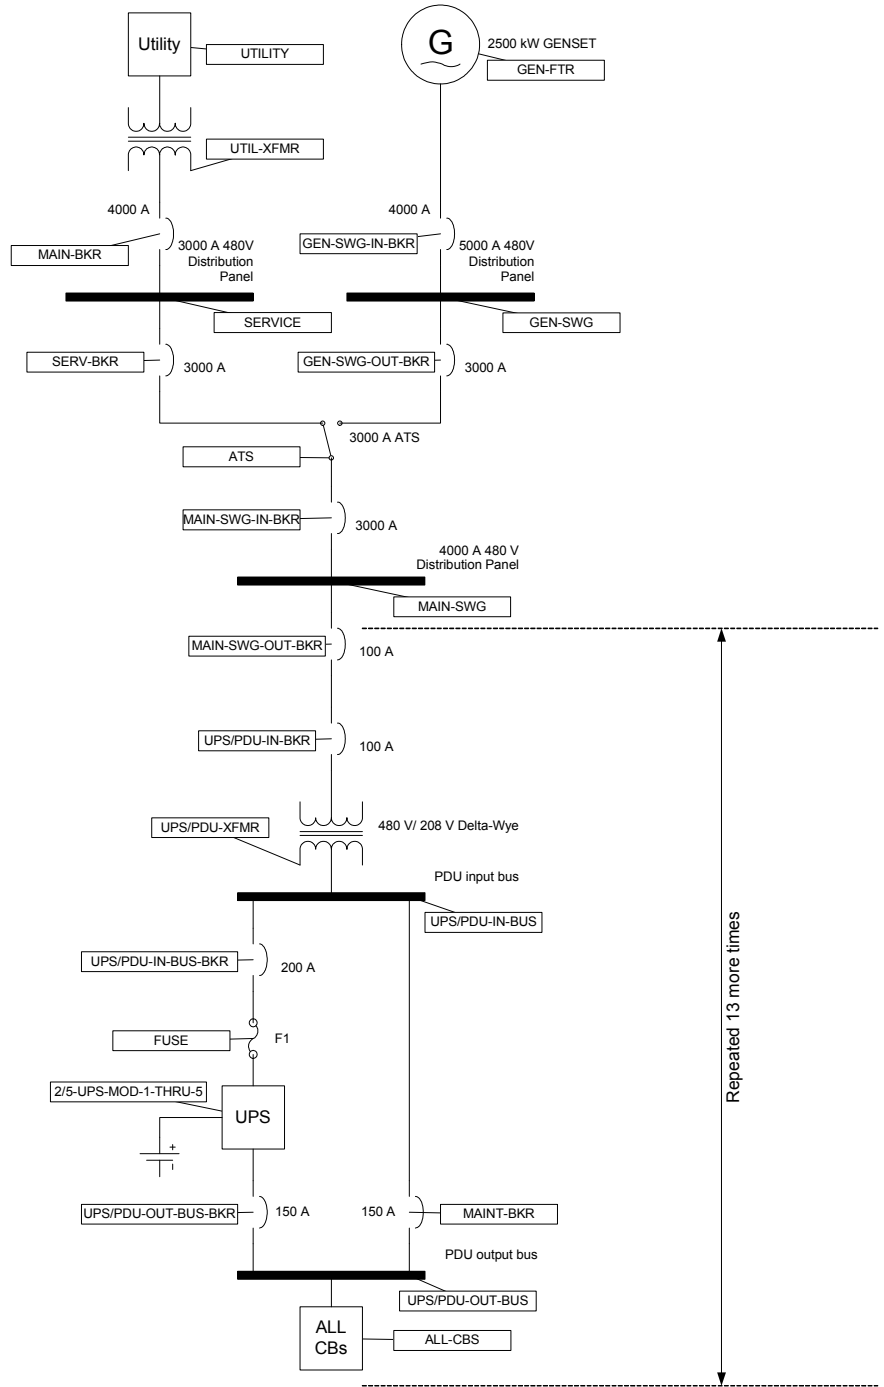 Utility
UTILITY
G
2500 kW GENSET
GEN-FTR
UTIL-XFMR
4000 A
MAIN-BKR
3000 A 480V
Distribution
Panel
4000 A
GEN-SWG-IN-BKR
5000 A 480V
Distribution
Panel
SERVICE
GEN-SWG
SERV-BKR
3000 A
GEN-SWG-OUT-BKR
3000 A
3000 A ATS
ATS
MAIN-SWG-IN-BKR
3000 A
4000 A 480 V
Distribution Panel
MAIN-SWG
MAIN-SWG-OUT-BKR
100 A
UPS/PDU-IN-BKR
100 A
UPS/PDU-XFMR
480 V/ 208 V Delta-Wye
PDU input bus
UPS/PDU-IN-BUS
UPS/PDU-IN-BUS-BKR
200 A
FUSE
F1
2/5-UPS-MOD-1-THRU-5
UPS
+
UPS/PDU-OUT-BUS-BKR
150 A
150 A
MAINT-BKR
PDU output bus
UPS/PDU-OUT-BUS
ALL
CBs
ALL-CBS
Repeated 13 more times